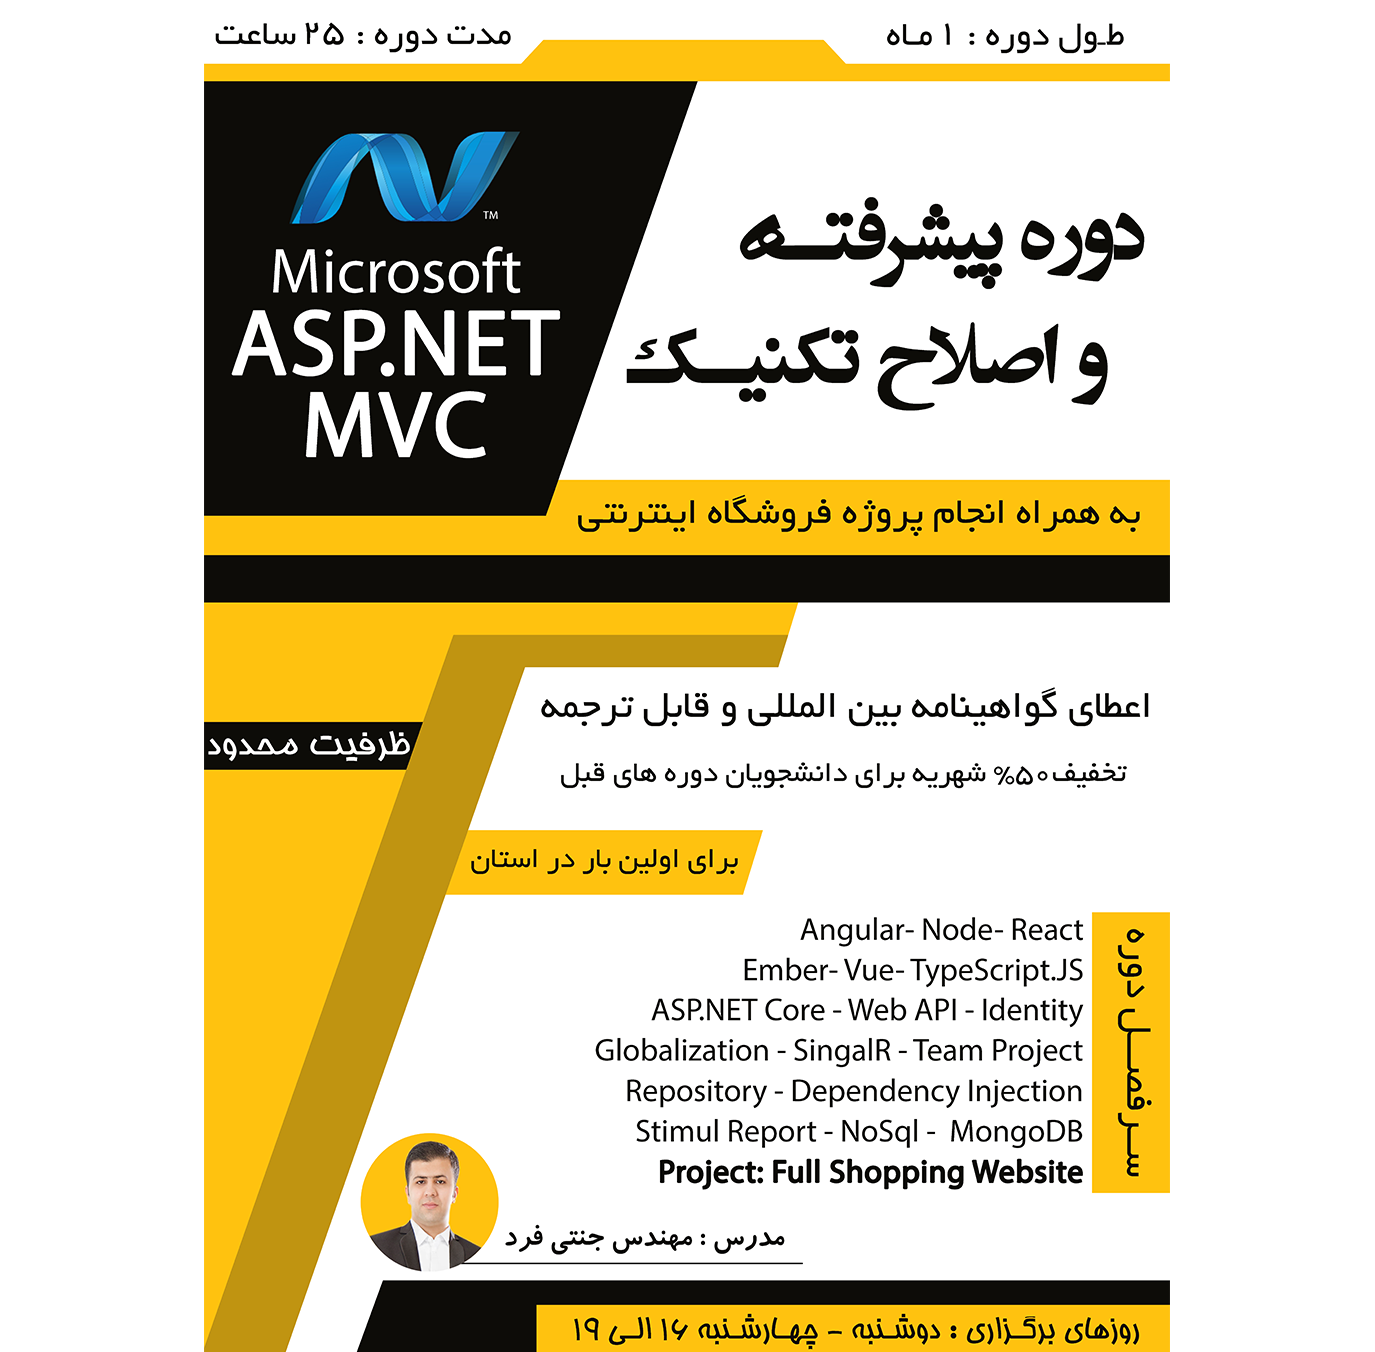 طول دوره : ۱ ماه
مدت دوره : ۲۵ ساعت
TM
Microsoft
ASP.NET
MVC
دوره پیشرفته
و اصلاح تکنیک
به همراه انجام پروژه فروشگاه اینترنتی
اعطای گواهینامه بین المللی و قابل ترجمه
ظرفیت محدود
تخفیف ۵۰% شهریه برای دانشجویان دوره های قبل
برای اولین بار در استان
سرفصل دوره
Angular- Node- React
Ember- Vue- TypeScript.JS
ASP.NET Core - Web API - Identity
Globalization - SingalR - Team Project
Repository - Dependency Injection
Stimul Report - NoSql - MongoDB
Project: Full Shopping Website
مدرس : مهندس جنتی فرد
روزهای برگزاری : دوشنبه - چهارشنبه ۱۶ الی ۱۹